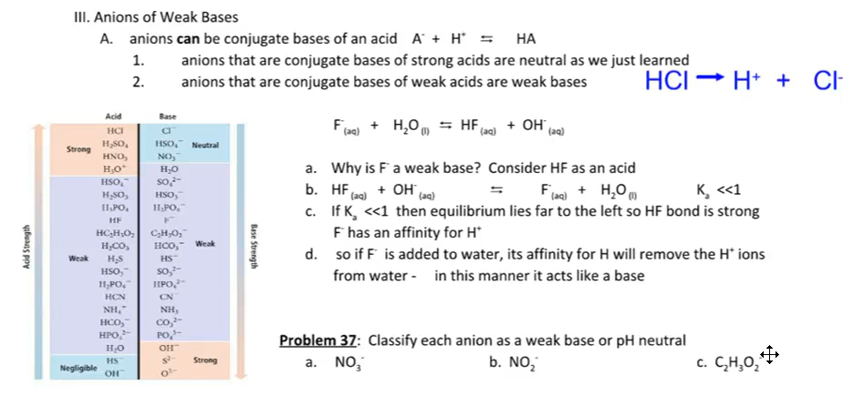 III. Anions of Weak Bases
A. anions can be conjugate bases of an acid A⁻ + H⁺ ⇋ HA
1. anions that are conjugate bases of strong acids are neutral as we just learned
2. anions that are conjugate bases of weak acids are weak bases
HCl → H⁺ + Cl⁻
F⁻(aq) + H₂O(l) ⇋ HF(aq) + OH⁻(aq)
a. Why is F⁻ a weak base? Consider HF as an acid
b. HF(aq) + OH⁻(aq) ⇋ F⁻(aq) + H₂O(l) Kₐ <<1
c. If Kₐ <<1 then equilibrium lies far to the left so HF bond is strong
F⁻ has an affinity for H⁺
d. so if F⁻ is added to water, its affinity for H will remove the H⁺ ions
from water - in this manner it acts like a base
Problem 37: Classify each anion as a weak base or pH neutral
a. NO₃⁻ b. NO₂⁻ c. C₂H₃O₂⁻
Acid Base
Strong
Neutral
HCl Cl⁻
H₂SO₄ HSO₄⁻
HNO₃ NO₃⁻
H₃O⁺ H₂O
HSO₄⁻ SO₄²⁻
H₂SO₃ HSO₃⁻
H₃PO₄ H₂PO₄⁻
HF F⁻
HC₂H₃O₂ C₂H₃O₂⁻
H₂CO₃ HCO₃⁻
Weak
Weak
H₂S HS⁻
HSO₃⁻ SO₃²⁻
H₂PO₄⁻ HPO₄²⁻
HCN CN⁻
NH₄⁺ NH₃
HCO₃⁻ CO₃²⁻
HPO₄²⁻ PO₄³⁻
H₂O OH⁻
HS⁻ S²⁻
OH⁻ O²⁻
Negligible
Strong
Acid Strength
Base Strength